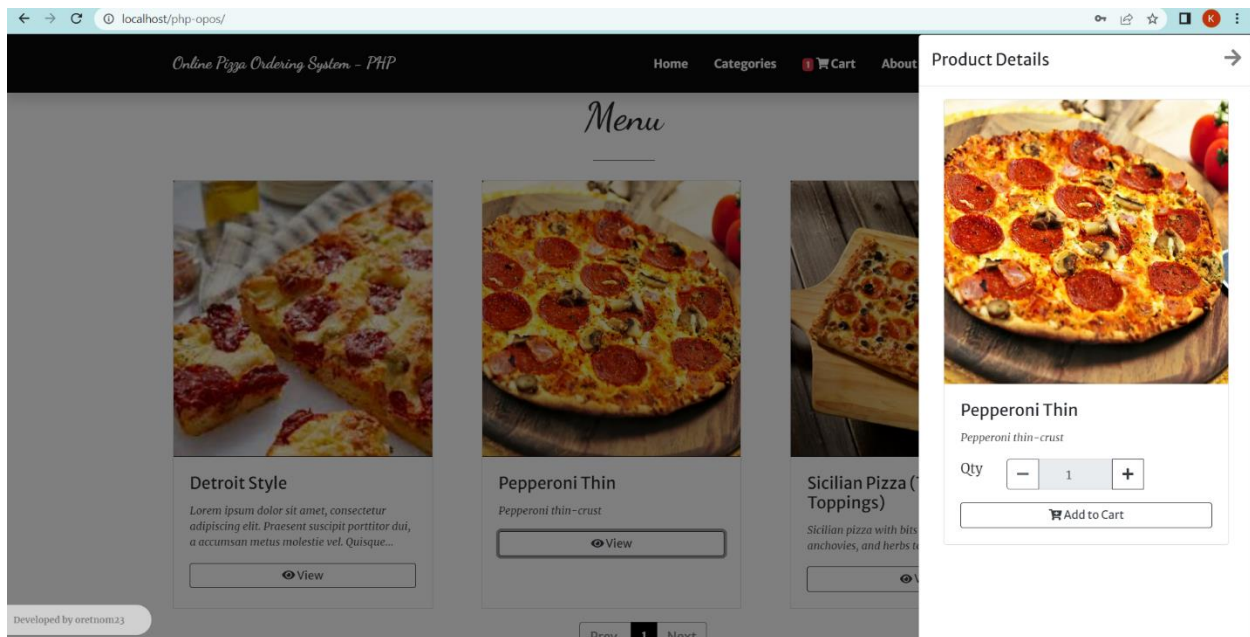 localhost/php-opos/
K
Online Pizza Ordering System - PHP
Home Categories 1 Cart About
Product Details
Menu
Detroit Style
Lorem ipsum dolor sit amet, consectetur
adipiscing elit. Praesent suscipit porttitor dui,
a accumsan metus molestie vel. Quisque...
View
Pepperoni Thin
Pepperoni thin-crust
View
Sicilian Pizza (
Toppings)
Sicilian pizza with bits
anchovies, and herbs
Pepperoni Thin
Pepperoni thin-crust
Qty 1
Add to Cart
Prev 1 Next
Developed by oretnom23